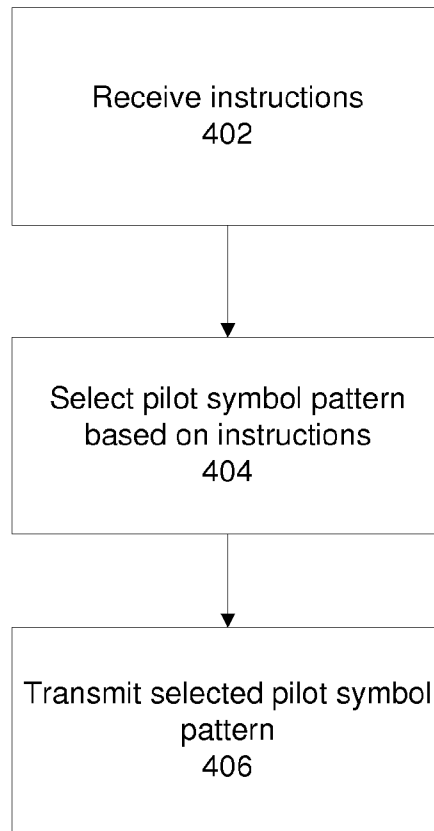 Receive instructions
402
Select pilot symbol pattern
based on instructions
404
Transmit selected pilot symbol
pattern
406